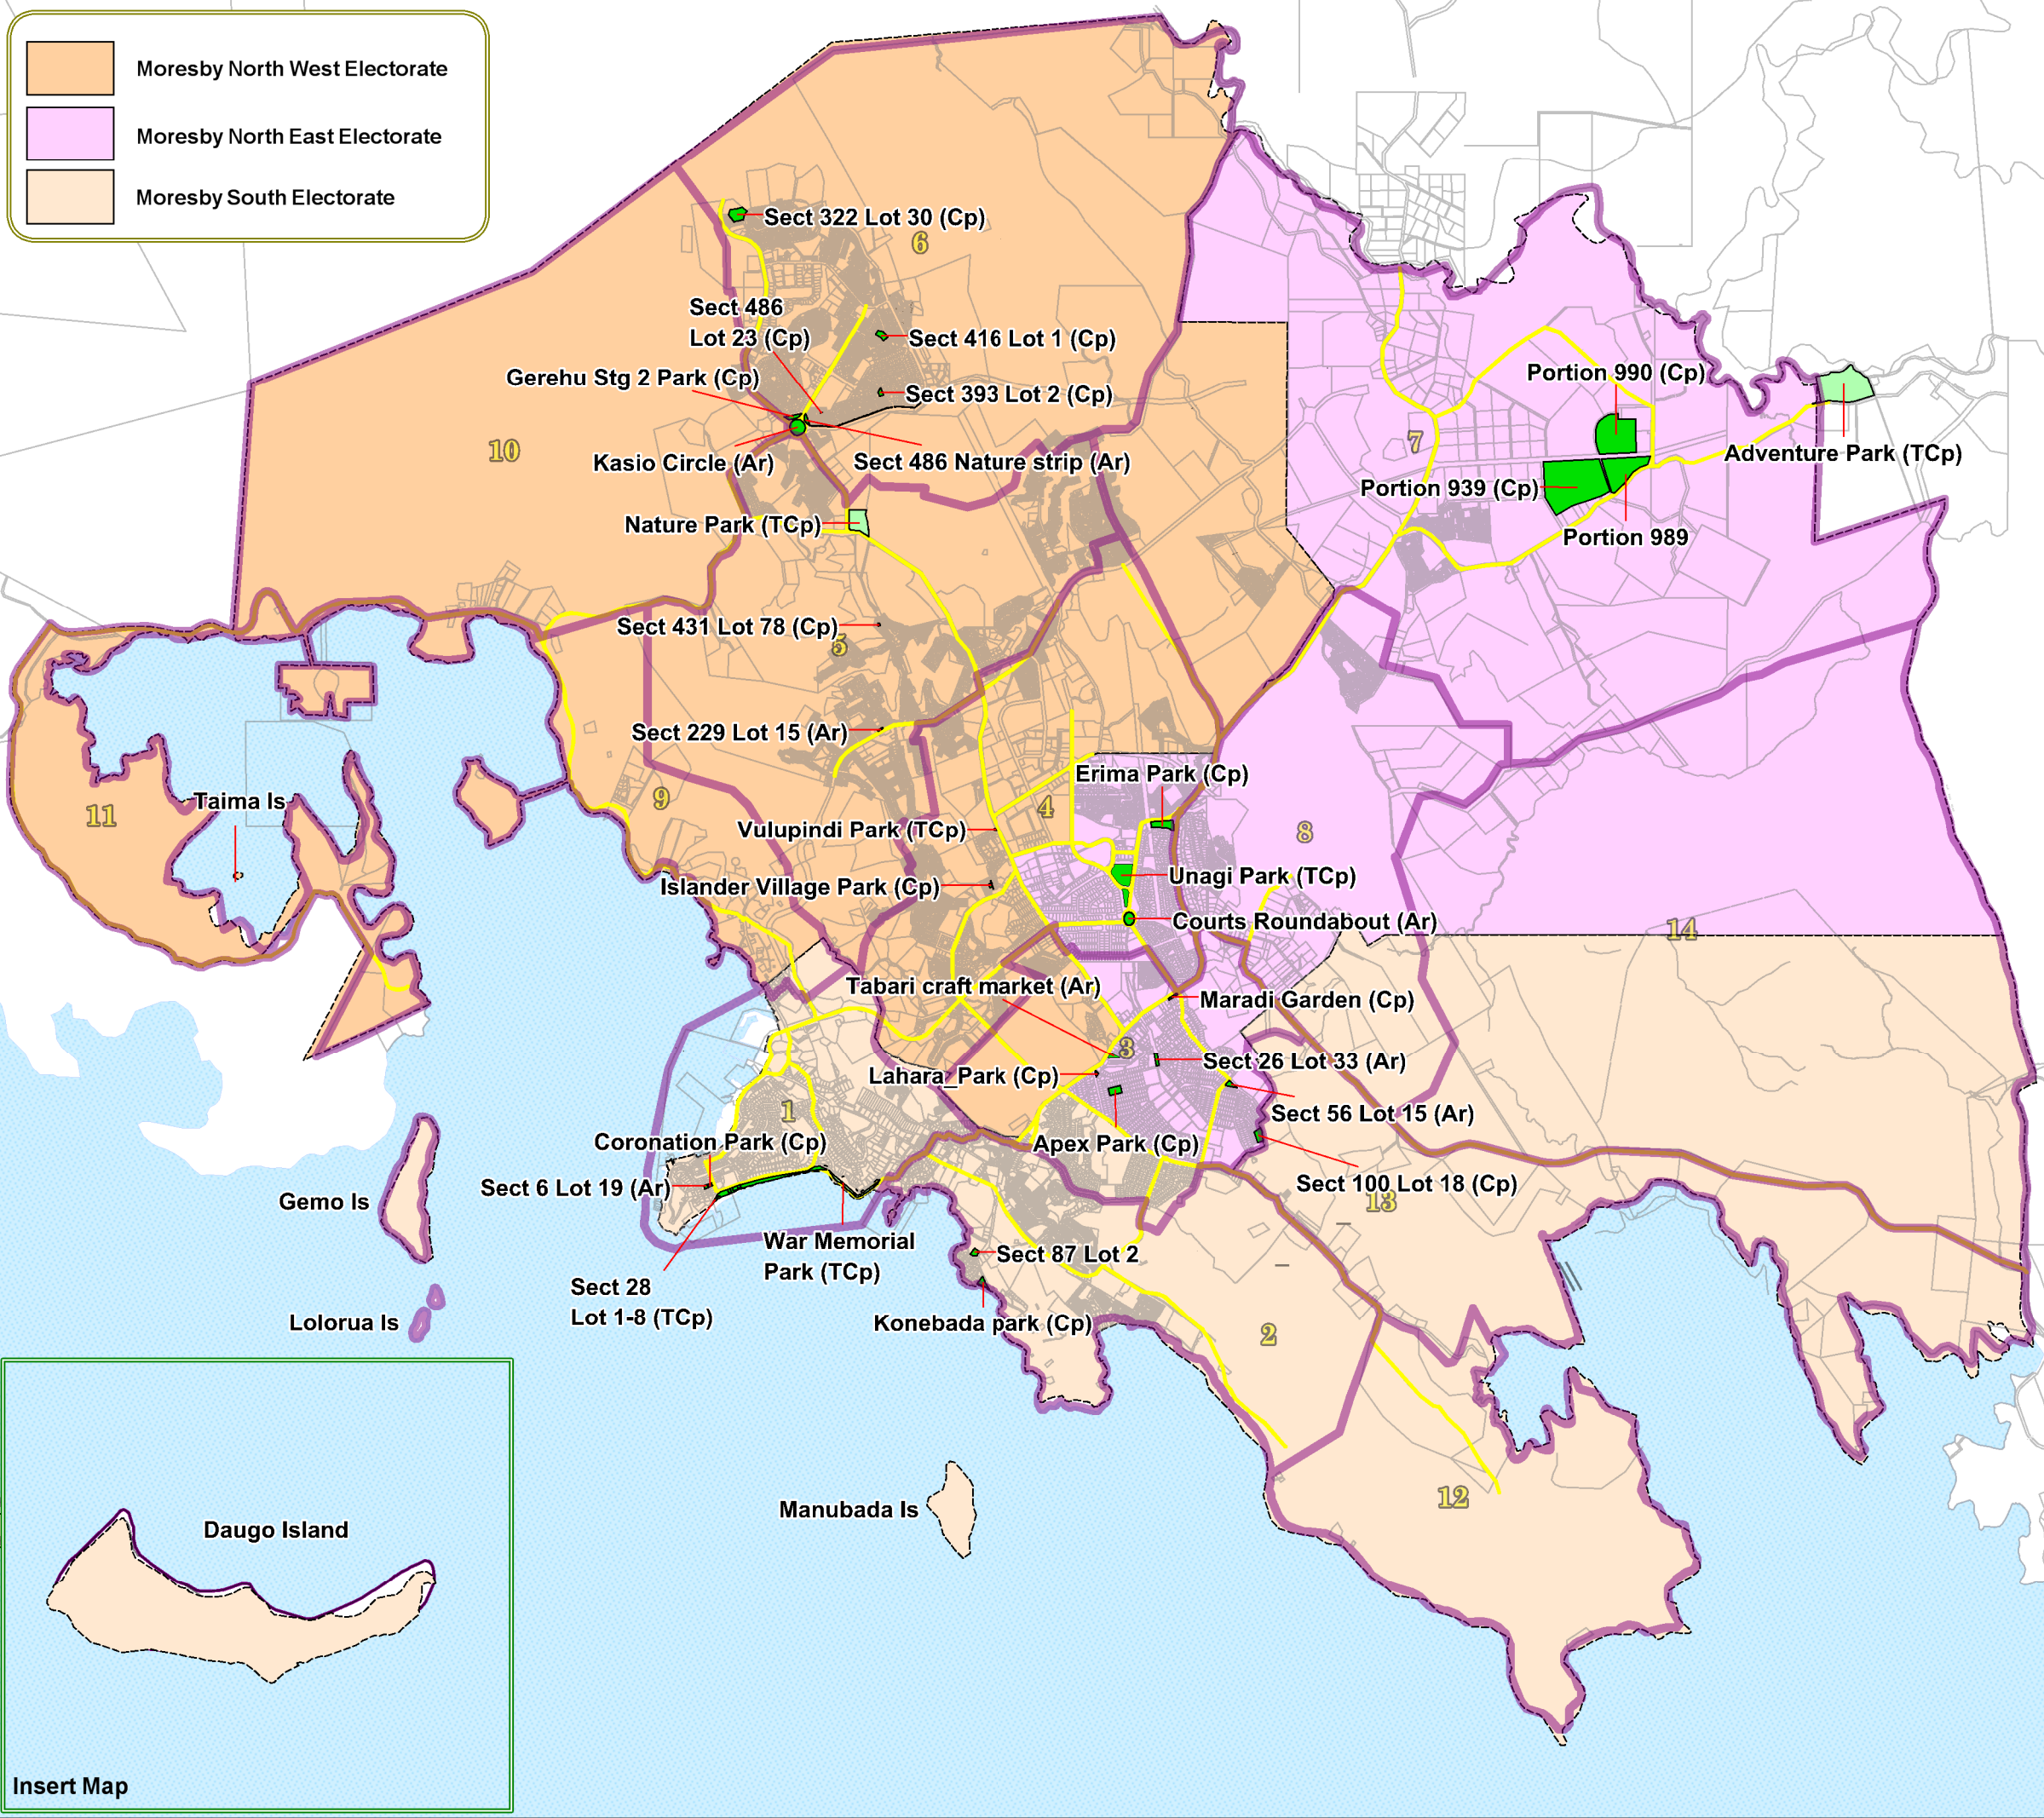 Moresby North West Electorate
Moresby North East Electorate
Moresby South Electorate
Sect 322 Lot 30 (Cp)
6
Sect 486
Lot 23 (Cp)
Sect 416 Lot 1 (Cp)
Gerehu Stg 2 Park (Cp)
Sect 393 Lot 2 (Cp)
Portion 990 (Cp)
10
7
Kasio Circle (Ar)
Sect 486 Nature strip (Ar)
Adventure Park (TCp)
Portion 939 (Cp)
Nature Park (TCp)
Portion 989
Sect 431 Lot 78 (Cp)
5
Sect 229 Lot 15 (Ar)
Erima Park (Cp)
Taima Is
9
11
4
Vulupindi Park (TCp)
8
Islander Village Park (Cp)
Unagi Park (TCp)
Courts Roundabout (Ar)
14
Tabari craft market (Ar)
Maradi Garden (Cp)
3
Sect 26 Lot 33 (Ar)
Lahara_Park (Cp)
1
Sect 56 Lot 15 (Ar)
Coronation Park (Cp)
Apex Park (Cp)
Sect 6 Lot 19 (Ar)
Sect 100 Lot 18 (Cp)
Gemo Is
13
War Memorial
Park (TCp)
Sect 87 Lot 2
Sect 28
Lot 1-8 (TCp)
Lolorua Is
Konebada park (Cp)
2
12
Manubada Is
Daugo Island
Insert Map